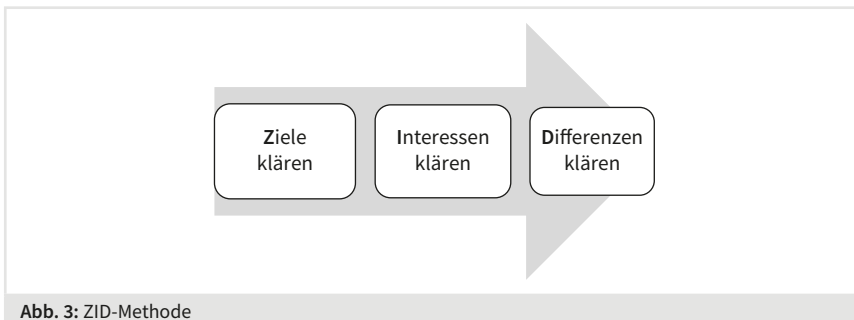 Ziele
klären
Interessen
klären
Differenzen
klären
Abb. 3: ZID-Methode